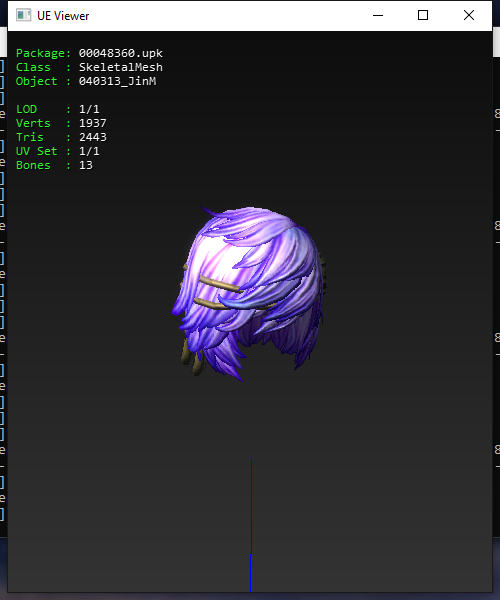 UE Viewer
Package: 00048360.upk
Class  : SkeletalMesh
Object : 040313_JinM
LOD    : 1/1
Verts  : 1937
Tris   : 2443
UV Set : 1/1
Bones  : 13